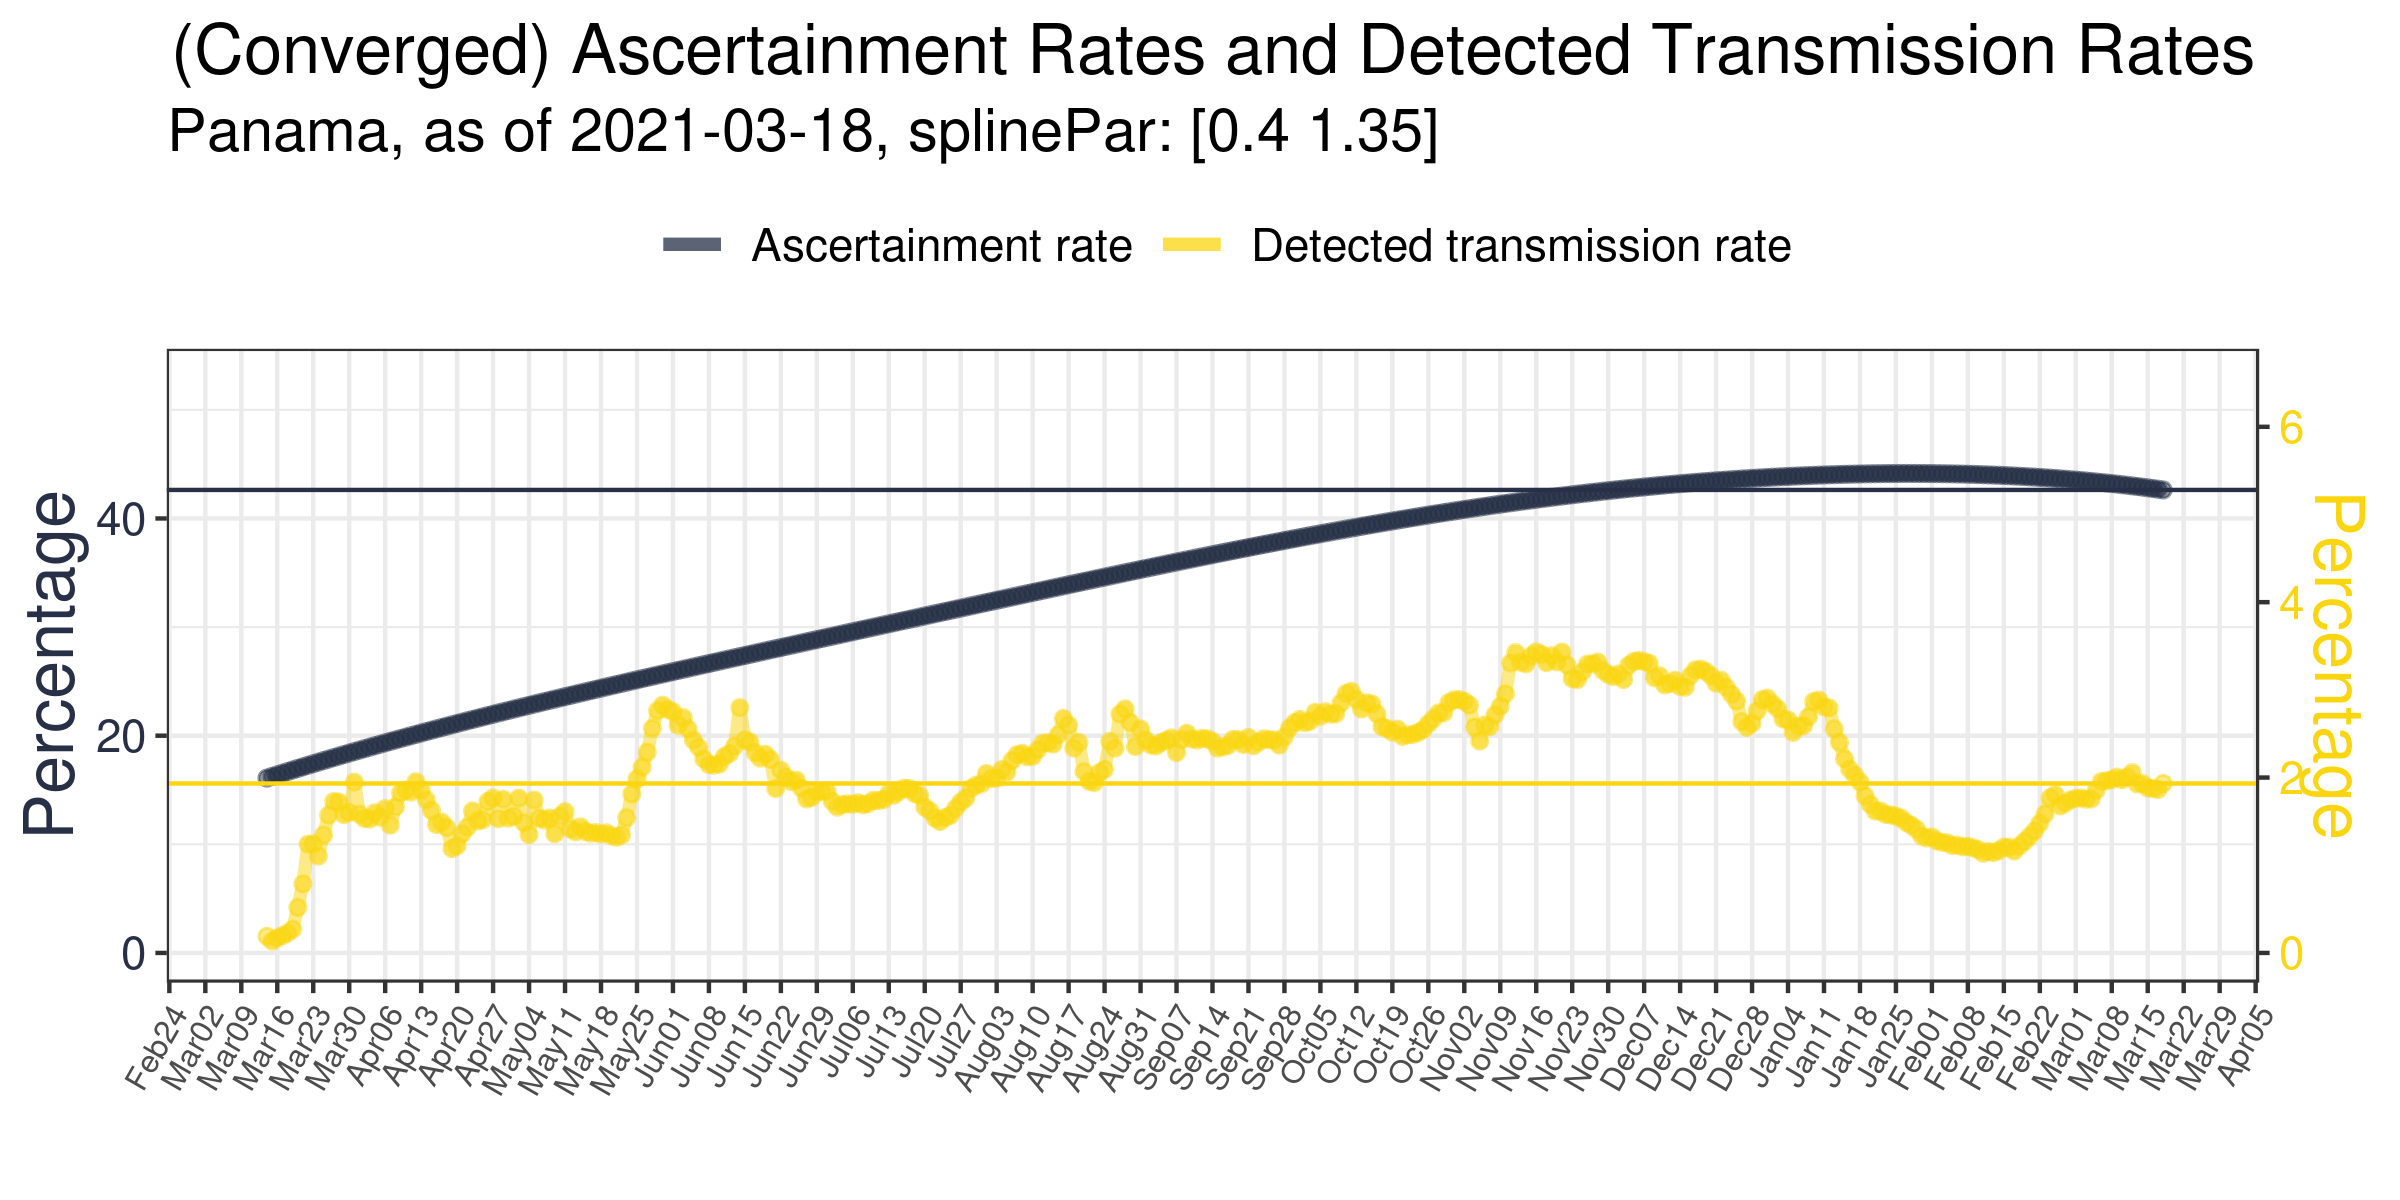 (Converged) Ascertainment Rates and Detected Transmission Rates
Panama, as of 2021-03-18, splinePar: [0.4 1.35]
Ascertainment rate
Detected transmission rate
Percentage
40
20
0
6
4
2
0
Percentage
Feb24
Mar02
Mar09
Mar16
Mar23
Mar30
Apr06
Apr13
Apr20
Apr27
May04
May11
May18
May25
Jun01
Jun08
Jun15
Jun22
Jun29
Jul06
Jul13
Jul20
Jul27
Aug03
Aug10
Aug17
Aug24
Aug31
Sep07
Sep14
Sep21
Sep28
Oct05
Oct12
Oct19
Oct26
Nov02
Nov09
Nov16
Nov23
Nov30
Dec07
Dec14
Dec21
Dec28
Jan04
Jan11
Jan18
Jan25
Feb01
Feb08
Feb15
Feb22
Mar01
Mar08
Mar15
Mar22
Mar29
Apr05